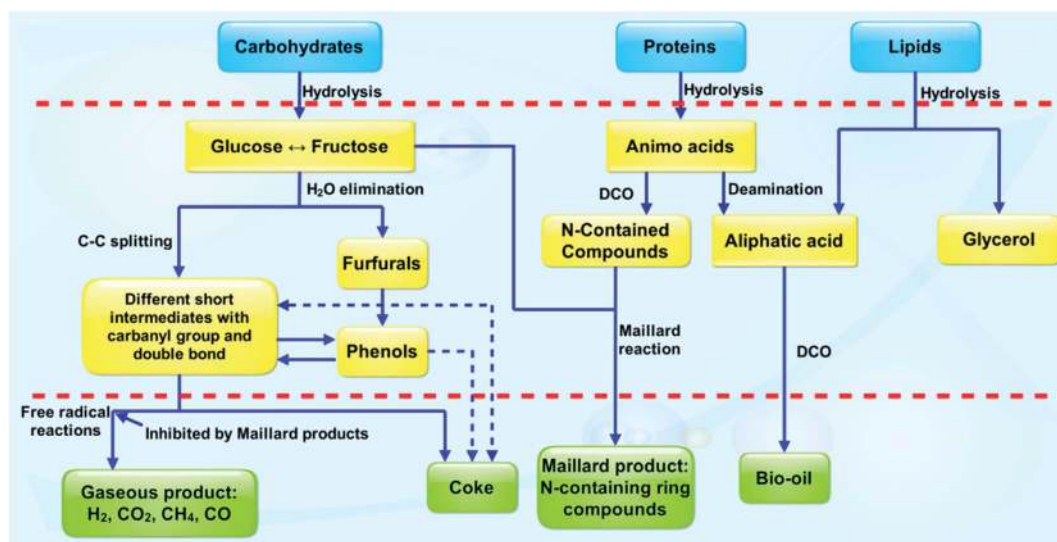 Carbohydrates
Proteins
Lipids
Hydrolysis
Hydrolysis
Hydrolysis
Glucose ↔ Fructose
Animo acids
H₂O elimination
DCO
Deamination
C-C splitting
Furfurals
N-Contained
Compounds
Aliphatic acid
Glycerol
Different short
intermediates with
carbanyl group and
double bond
Phenols
Maillard
reaction
DCO
Free radical
reactions
Inhibited by Maillard products
Gaseous product:
H₂, CO₂, CH₄, CO
Coke
Maillard product:
N-containing ring
compounds
Bio-oil